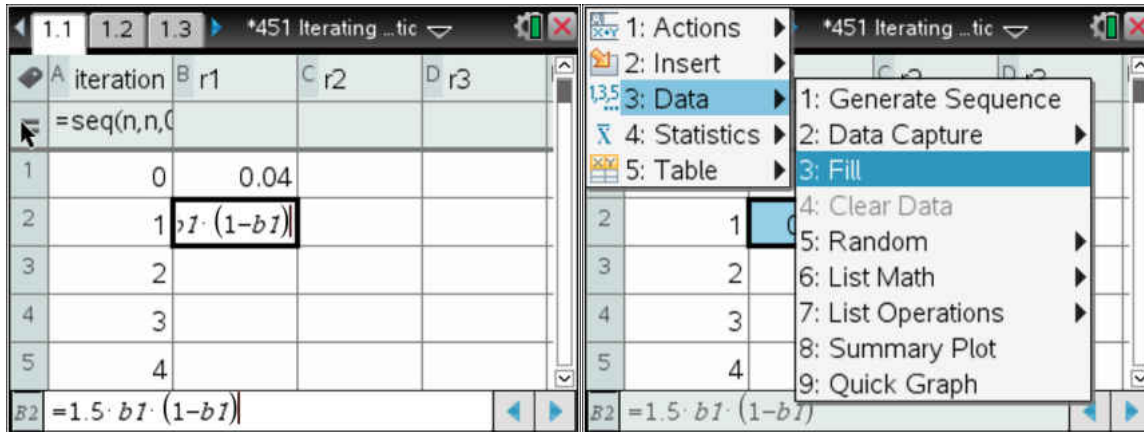 1.1 1.2 1.3 *451 Iterating ...tic
A iteration B r1 C r2 D r3
=seq(n,n,0
1 0 0.04
2 1 b1·(1−b1)
3 2
4 3
5 4
B2 =1.5·b1·(1−b1)
1: Actions
2: Insert
3: Data
4: Statistics
5: Table
*451 Iterating ...tic
1: Generate Sequence
2: Data Capture
3: Fill
4: Clear Data
5: Random
6: List Math
7: List Operations
8: Summary Plot
9: Quick Graph
2 1
3 2
4 3
5 4
B2 =1.5·b1·(1−b1)